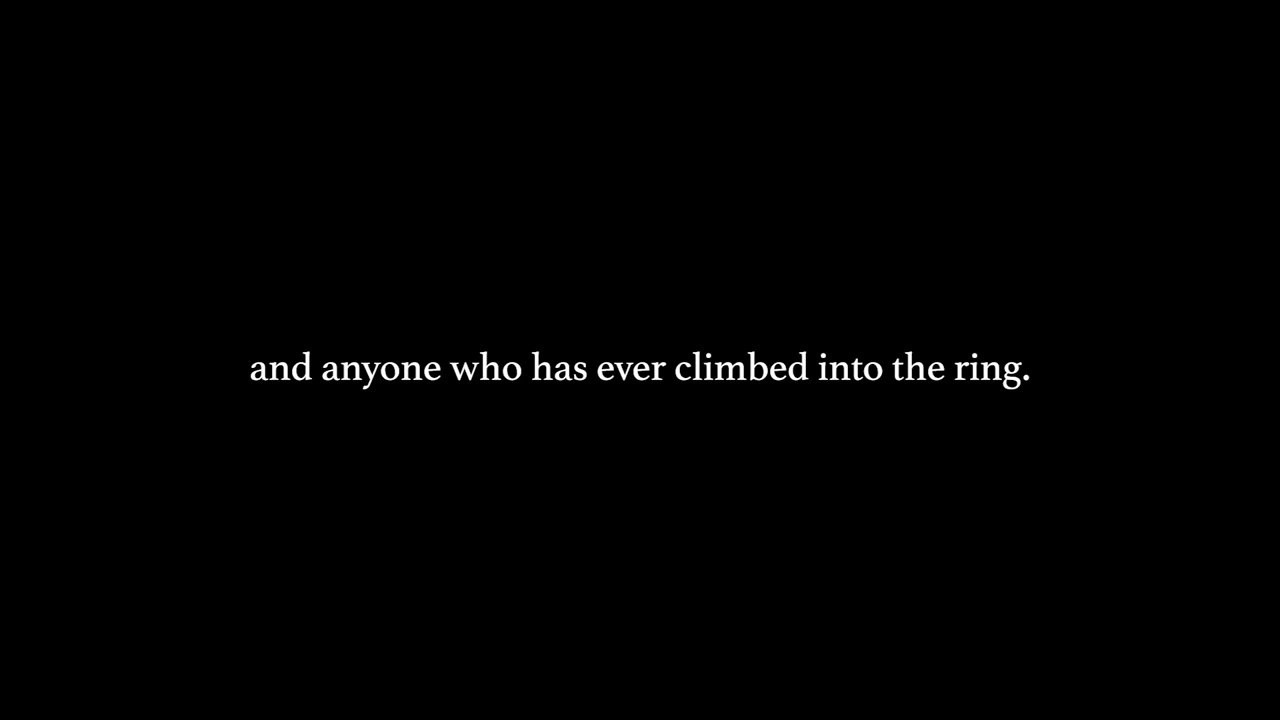 and anyone who has ever climbed into the ring.